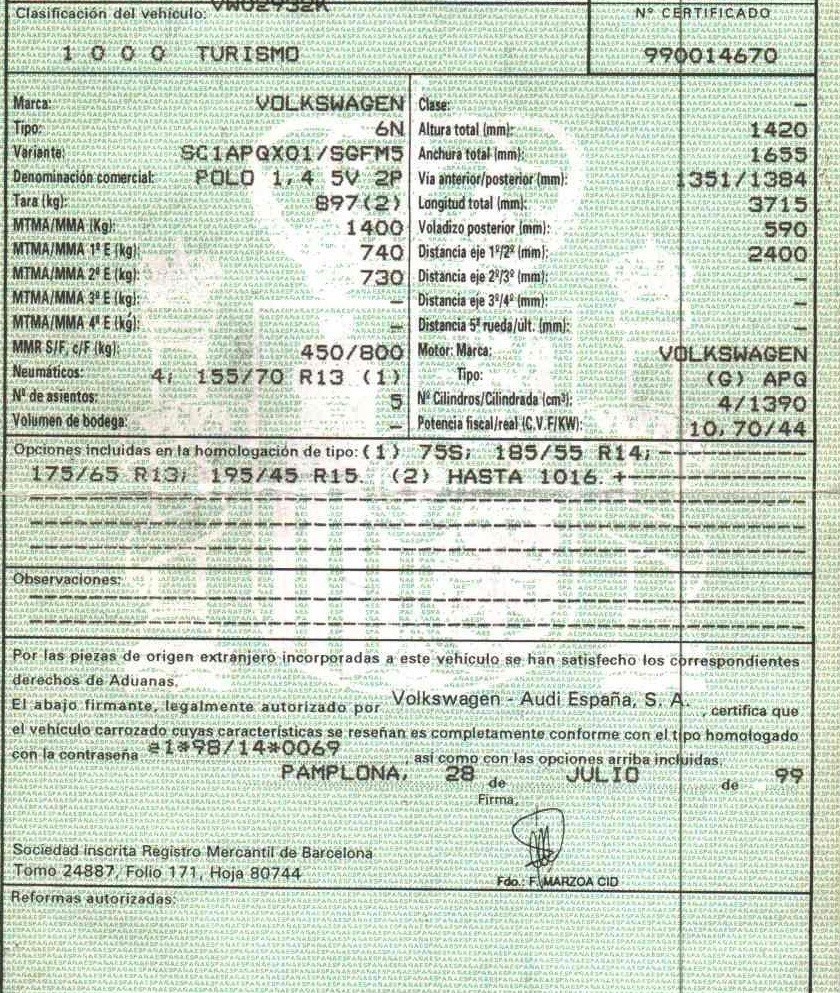 Clasificación del vehículo: VW02932K
Nº CERTIFICADO
1 0 0 0 TURISMO
990014670
Marca: VOLKSWAGEN
Tipo: 6N
Variante: SC1APQX01/SGFM5
Denominación comercial: POLO 1,4 5V 2P
Tara (kg): 897(2)
MTMA/MMA (Kg): 1400
MTMA/MMA 1º E (kg): 740
MTMA/MMA 2º E (kg): 730
MTMA/MMA 3º E (kg): –
MTMA/MMA 4º E (kg): –
MMR S/F, c/F (kg): 450/800
Neumáticos: 4; 155/70 R13 (1)
Nº de asientos: 5
Volumen de bodega: –
Clase: –
Altura total (mm): 1420
Anchura total (mm): 1655
Via anterior/posterior (mm): 1351/1384
Longitud total (mm): 3715
Voladizo posterior (mm): 590
Distancia eje 1º/2º (mm): 2400
Distancia eje 2º/3º (mm): –
Distancia eje 3º/4º (mm): –
Distancia 5ª rueda/últ. (mm): –
Motor: Marca: VOLKSWAGEN
Tipo: (G) APQ
Nº Cilindros/Cilindrada (cm³): 4/1390
Potencia fiscal/real (C.V.F/KW): 10,70/44
Opciones incluidas en la homologación de tipo: (1) 75S; 185/55 R14;
175/65 R13; 195/45 R15. (2) HASTA 1016. +
Observaciones:
Por las piezas de origen extranjero incorporadas a este vehículo se han satisfecho los correspondientes
derechos de Aduanas.
El abajo firmante, legalmente autorizado por Volkswagen - Audi España, S. A. , certifica que
el vehículo carrozado cuyas características se reseñan es completamente conforme con el tipo homologado
con la contraseña e1*98/14*0069 , así como con las opciones arriba incluidas.
PAMPLONA, 28 de JULIO de 99
Firma,
Sociedad inscrita Registro Mercantil de Barcelona
Tomo 24887, Folio 171, Hoja 80744
Fdo.: F. MARZOA CID
Reformas autorizadas: